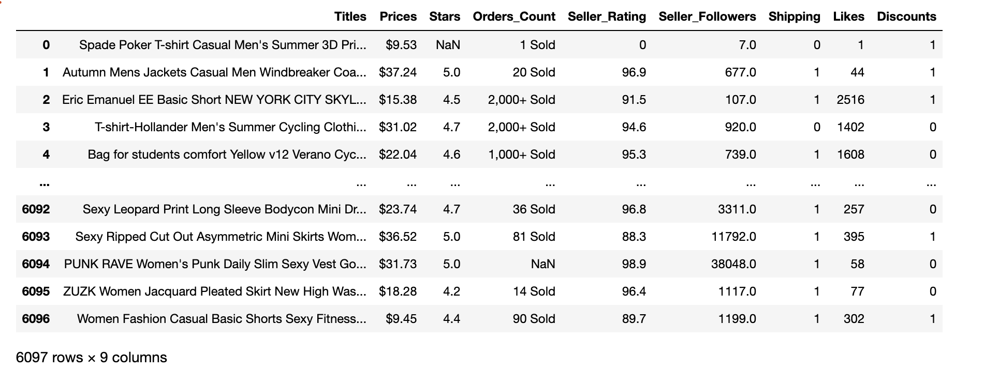 Titles Prices Stars Orders_Count Seller_Rating Seller_Followers Shipping Likes Discounts
0 Spade Poker T-shirt Casual Men's Summer 3D Pri... $9.53 NaN 1 Sold 0 7.0 0 1 1
1 Autumn Mens Jackets Casual Men Windbreaker Coa... $37.24 5.0 20 Sold 96.9 677.0 1 44 1
2 Eric Emanuel EE Basic Short NEW YORK CITY SKYL... $15.38 4.5 2,000+ Sold 91.5 107.0 1 2516 1
3 T-shirt-Hollander Men's Summer Cycling Clothi... $31.02 4.7 2,000+ Sold 94.6 920.0 0 1402 0
4 Bag for students comfort Yellow v12 Verano Cyc... $22.04 4.6 1,000+ Sold 95.3 739.0 1 1608 0
... ... ... ... ... ... ... ... ... ...
6092 Sexy Leopard Print Long Sleeve Bodycon Mini Dr... $23.74 4.7 36 Sold 96.8 3311.0 1 257 0
6093 Sexy Ripped Cut Out Asymmetric Mini Skirts Wom... $36.52 5.0 81 Sold 88.3 11792.0 1 395 1
6094 PUNK RAVE Women's Punk Daily Slim Sexy Vest Go... $31.73 5.0 NaN 98.9 38048.0 1 58 0
6095 ZUZK Women Jacquard Pleated Skirt New High Was... $18.28 4.2 14 Sold 96.4 1117.0 1 77 0
6096 Women Fashion Casual Basic Shorts Sexy Fitness... $9.45 4.4 90 Sold 89.7 1199.0 1 302 1
6097 rows × 9 columns